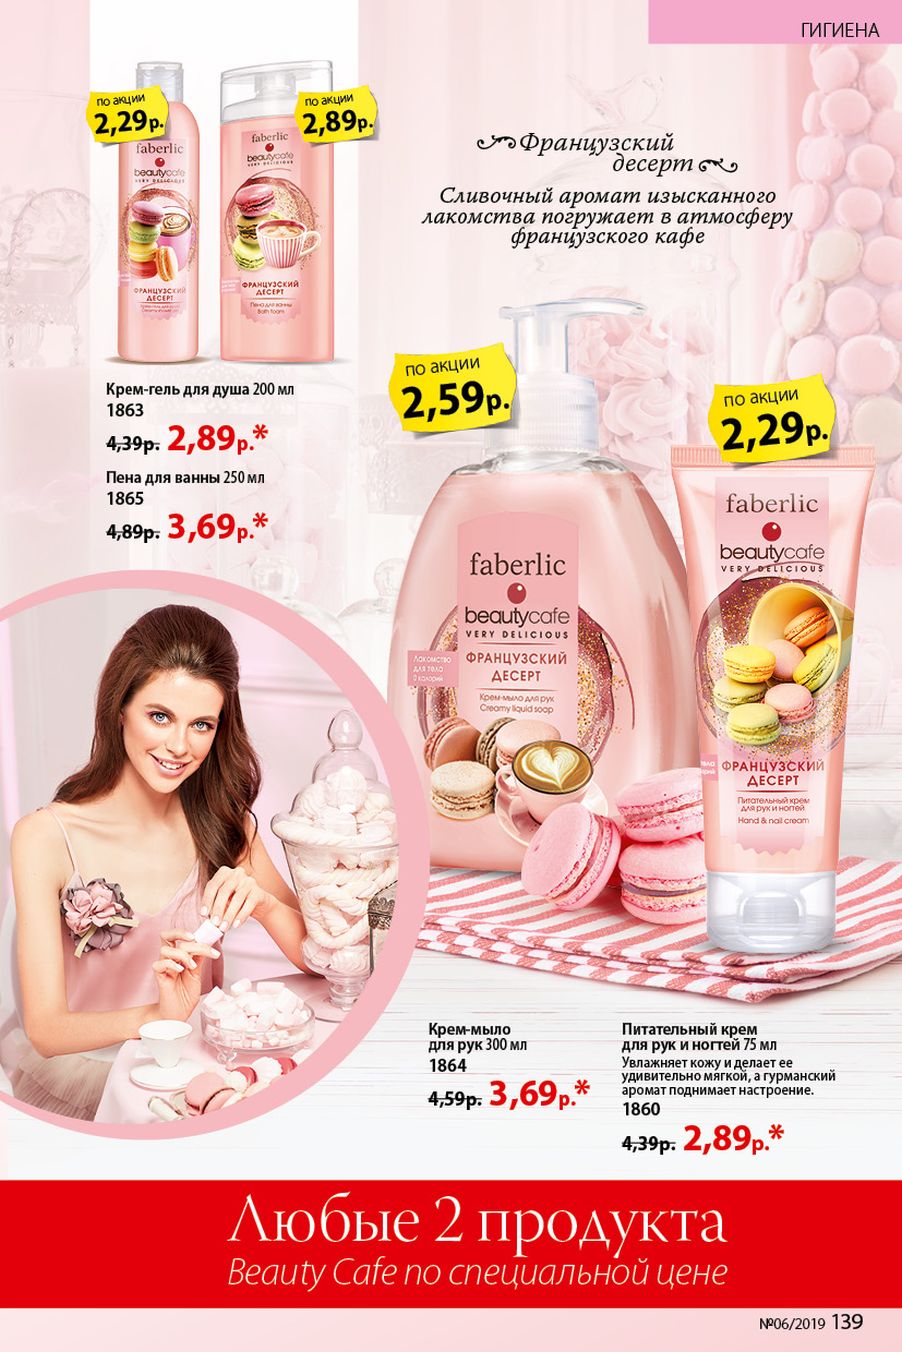 ГИГИЕНА
по акции
2,29р.
по акции
2,89р.
faberlic
beautycafe
VERY DELICIOUS
ФРАНЦУЗСКИЙ
ДЕСЕРТ
faberlic
beautycafe
VERY DELICIOUS
ФРАНЦУЗСКИЙ
ДЕСЕРТ
Пена для ванны
Bath foam
Французский
десерт
Сливочный аромат изысканного
лакомства погружает в атмосферу
французского кафе
Крем-гель для душа 200 мл
1863
4,39р. 2,89р.*
Пена для ванны 250 мл
1865
4,89р. 3,69р.*
по акции
2,59р.
по акции
2,29р.
faberlic
beautycafe
VERY DELICIOUS
Лакомство
для тела
0 калорий
ФРАНЦУЗСКИЙ
ДЕСЕРТ
Крем-мыло для рук
Creamy liquid soap
faberlic
beautycafe
VERY DELICIOUS
ФРАНЦУЗСКИЙ
ДЕСЕРТ
Питательный крем
для рук и ногтей
Hand & nail cream
Крем-мыло
для рук 300 мл
1864
4,59р. 3,69р.*
Питательный крем
для рук и ногтей 75 мл
Увлажняет кожу и делает ее
удивительно мягкой, а гурманский
аромат поднимает настроение.
1860
4,39р. 2,89р.*
Любые 2 продукта
Beauty Cafe по специальной цене
№06/2019 139